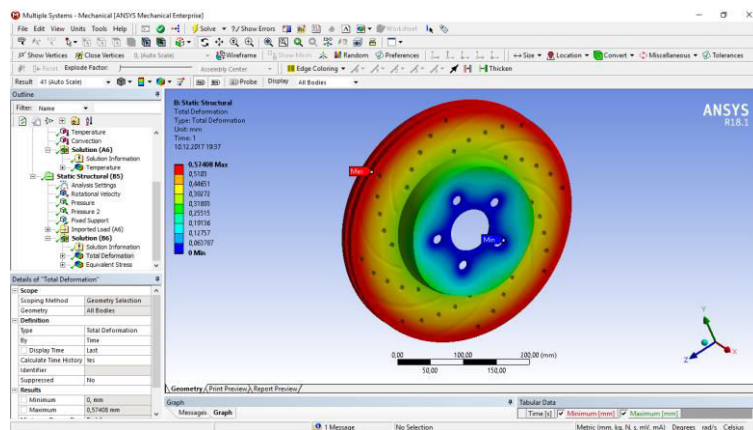 Multiple Systems - Mechanical [ANSYS Mechanical Enterprise]
File Edit View Units Tools Help Solve ?/ Show Errors Worksheet
Show Vertices Close Vertices 0, (Auto Scale) Wireframe Show Mesh Random Preferences Size Location Convert Miscellaneous Tolerances
Reset Explode Factor: Assembly Center Edge Coloring Thicken
Result 41 (Auto Scale) Probe Display All Bodies
Outline
Filter: Name
Temperature
Convection
Solution (A6)
Solution Information
Temperature
Static Structural (B5)
Analysis Settings
Rotational Velocity
Pressure
Pressure 2
Fixed Support
Imported Load (A6)
Solution (B6)
Solution Information
Total Deformation
Equivalent Stress
Details of "Total Deformation"
Scope
Scoping Method Geometry Selection
Geometry All Bodies
Definition
Type Total Deformation
By Time
Display Time Last
Calculate Time History Yes
Identifier
Suppressed No
Results
Minimum 0, mm
Maximum 0,57408 mm
B: Static Structural
Total Deformation
Type: Total Deformation
Unit: mm
Time: 1
10.12.2017 19:37
0,57408 Max
0,5103
0,44651
0,38272
0,31893
0,25515
0,19136
0,12757
0,063787
0 Min
Max
Min
ANSYS
R18.1
0,00 100,00 200,00 (mm)
50,00 150,00
Y
X
Z
Geometry Print Preview Report Preview
Graph
Messages Graph
Tabular Data
Time [s] Minimum [mm] Maximum [mm]
1 Message No Selection Metric (mm, kg, N, s, mV, mA) Degrees rad/s Celsius